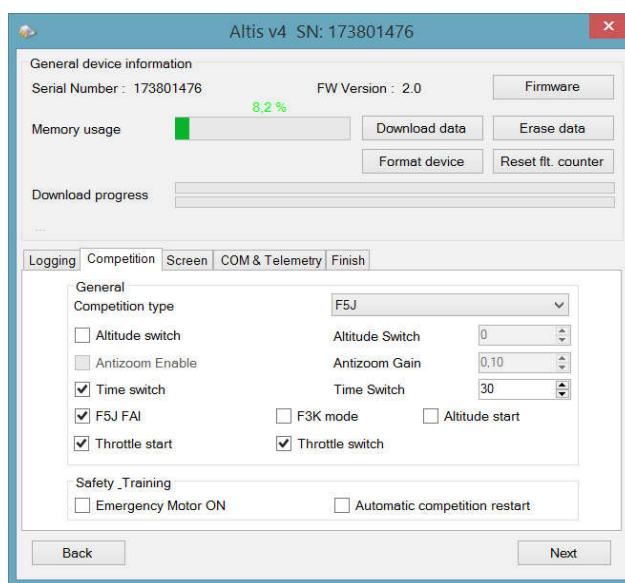 Altis v4 SN: 173801476
General device information
Serial Number : 173801476 FW Version : 2.0 Firmware
8,2 %
Memory usage Download data Erase data
Format device Reset flt. counter
Download progress
...
Logging Competition Screen COM & Telemetry Finish
General
Competition type F5J
Altitude switch Altitude Switch 0
Antizoom Enable Antizoom Gain 0,10
Time switch Time Switch 30
F5J FAI F3K mode Altitude start
Throttle start Throttle switch
Safety _Training
Emergency Motor ON Automatic competition restart
Back Next